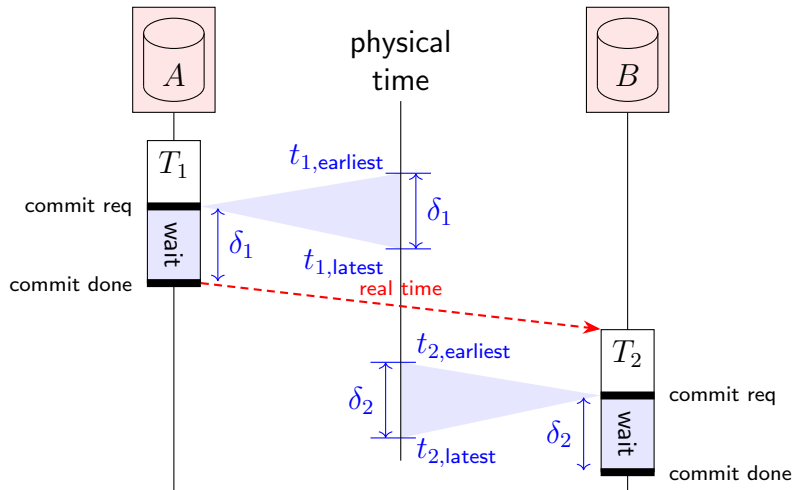 A
physical
time
B
T1
t1,earliest
commit req
wait
δ1
δ1
t1,latest
commit done
real time
t2,earliest
T2
δ2
commit req
wait
δ2
t2,latest
commit done